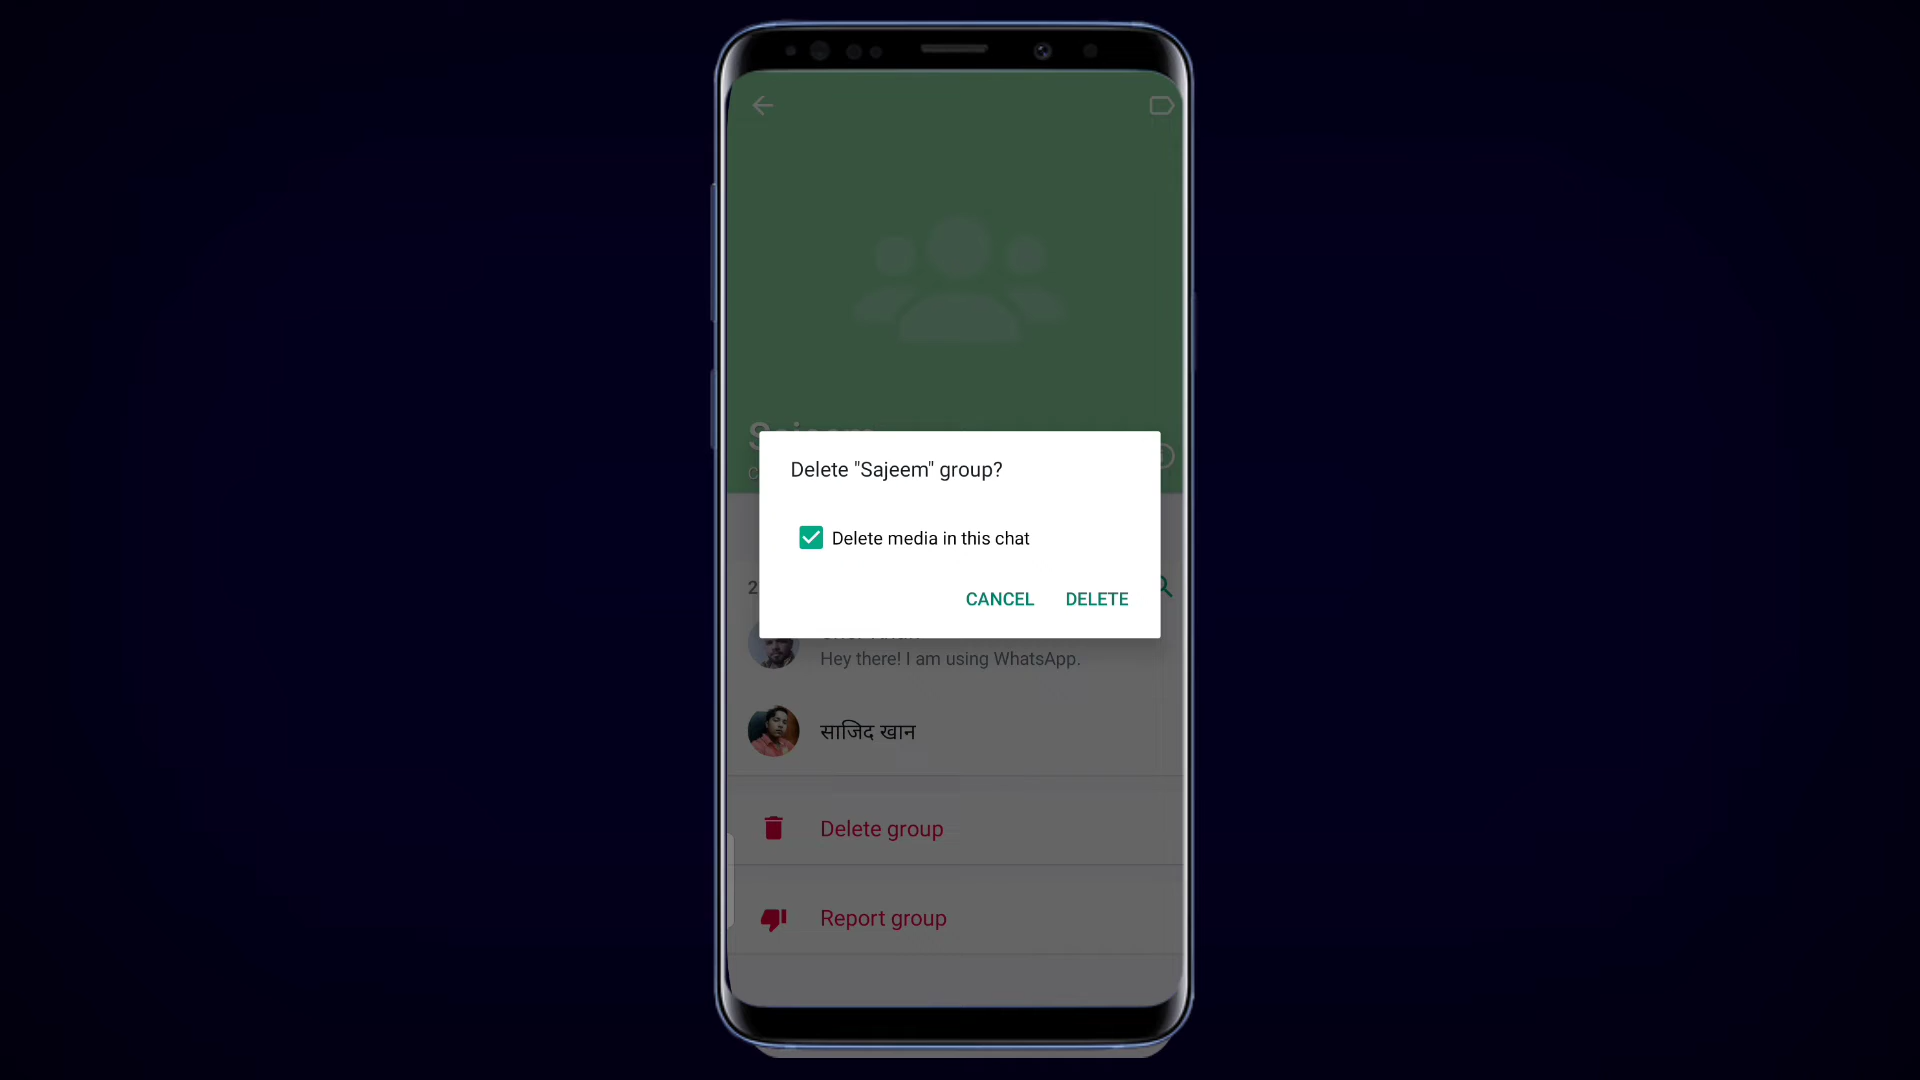 Delete "Sajeem" group?
Delete media in this chat
CANCEL DELETE
2
Hey there! I am using WhatsApp.
साजिद खान
Delete group
Report group